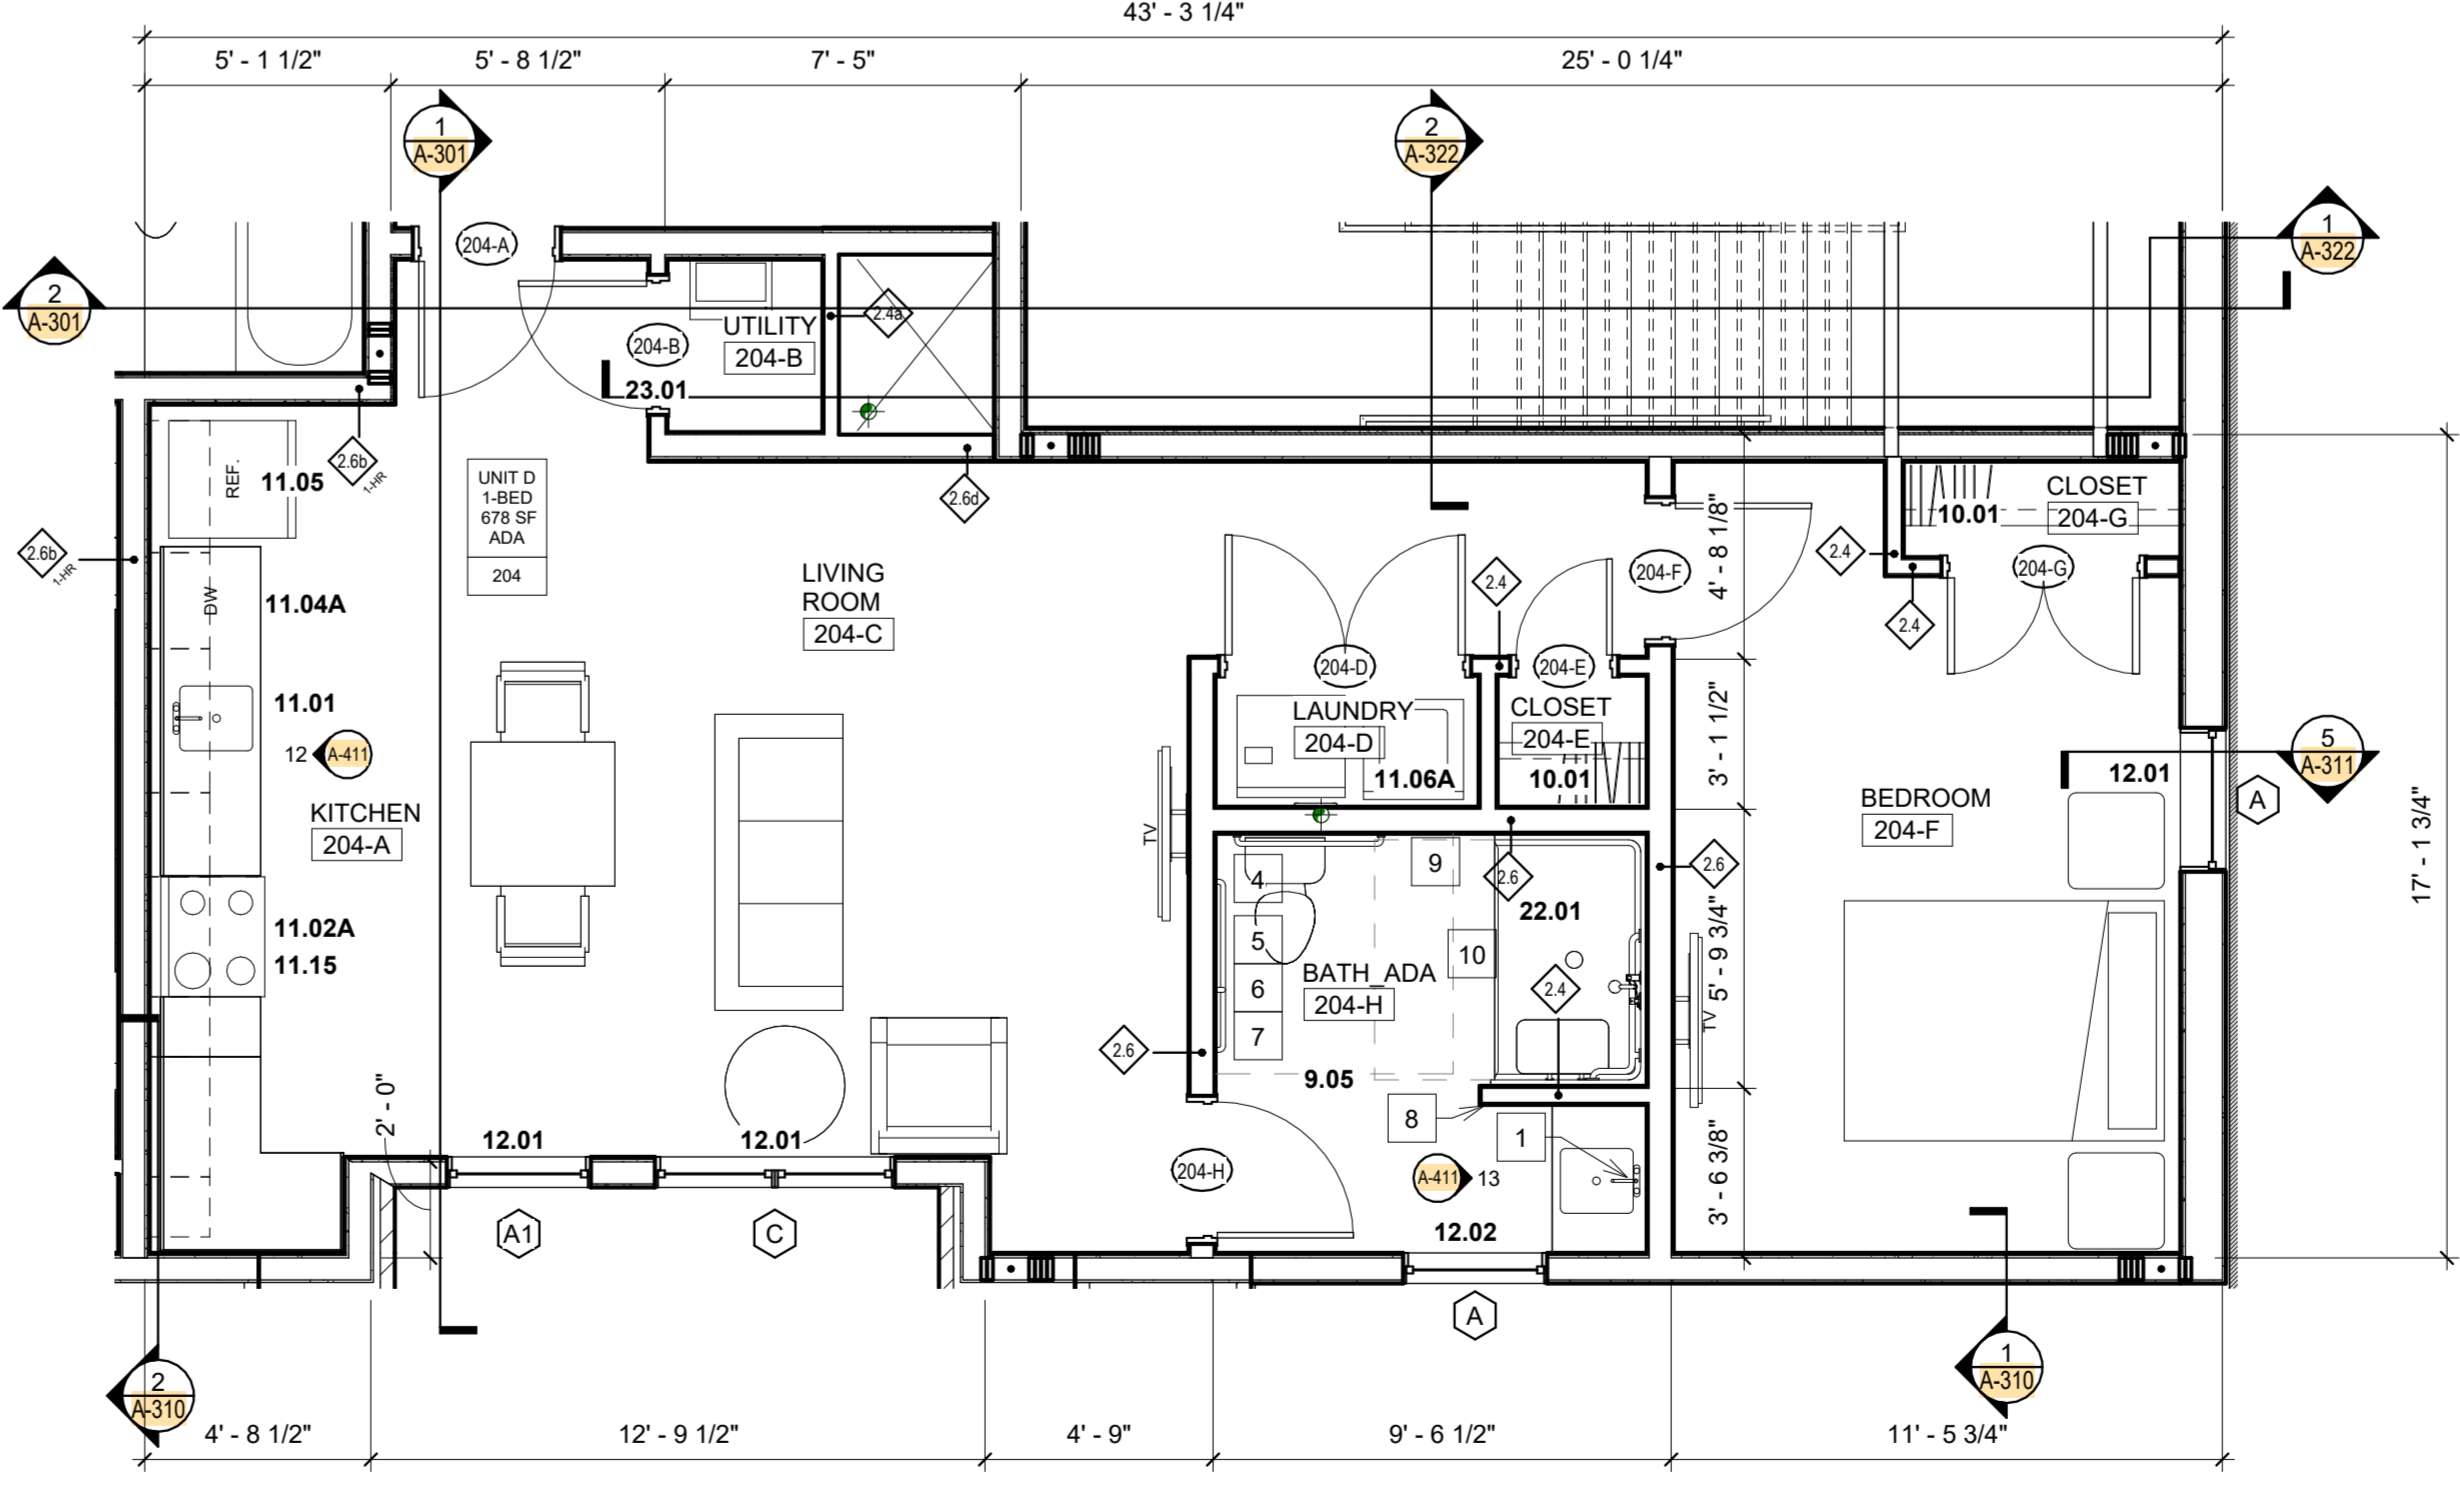 43' - 3 1/4"
5' - 1 1/2"
5' - 8 1/2"
7' - 5"
25' - 0 1/4"
1
A-301
2
A-322
1
A-322
2
A-301
204-A
204-B
UTILITY
204-B
2.4a
23.01
2.6b
1-HR
2.6d
REF.
11.05
UNIT D
1-BED
678 SF
ADA
204
2.6b
1-HR
DW
11.04A
LIVING
ROOM
204-C
11.01
12
A-411
KITCHEN
204-A
11.02A
11.15
2' - 0"
12.01
12.01
A1
C
204-D
LAUNDRY
204-D
11.06A
2.4
204-E
CLOSET
204-E
10.01
204-F
4' - 8 1/8"
3' - 1 1/2"
5' - 9 3/4"
3' - 6 3/8"
2.4
2.4
10.01
CLOSET
204-G
204-G
5
A-311
12.01
A
BEDROOM
204-F
17' - 1 3/4"
TV
4
5
6
7
9
10
2.6
22.01
2.6
2.4
BATH_ADA
204-H
9.05
2.6
TV
8
1
204-H
A-411
13
12.02
A
2
A-310
1
A-310
4' - 8 1/2"
12' - 9 1/2"
4' - 9"
9' - 6 1/2"
11' - 5 3/4"